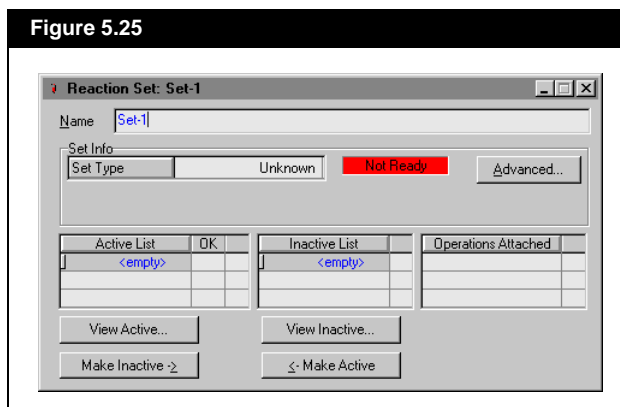 Figure 5.25
Reaction Set: Set-1
Name Set-1
Set Info
Set Type Unknown Not Ready Advanced...
Active List OK Inactive List Operations Attached
<empty> <empty>
View Active... View Inactive...
Make Inactive -> <- Make Active